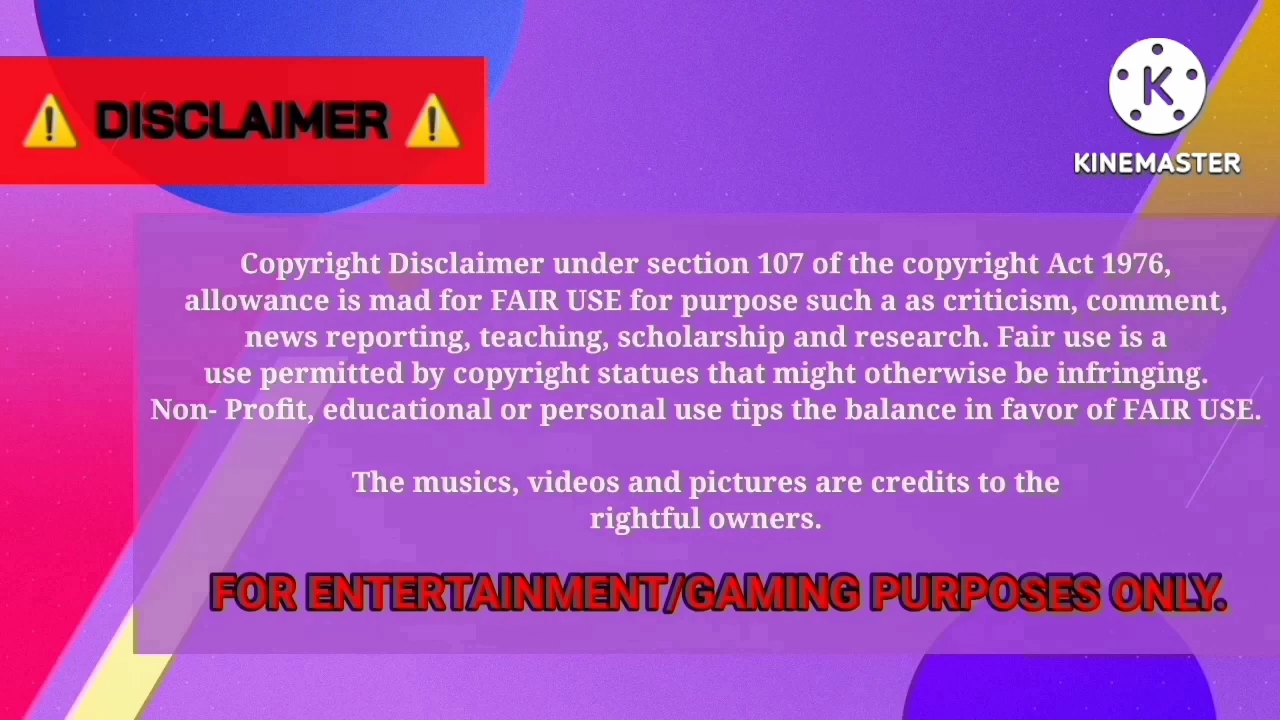 ⚠️ DISCLAIMER ⚠️
K
KINEMASTER
Copyright Disclaimer under section 107 of the copyright Act 1976,
allowance is mad for FAIR USE for purpose such a as criticism, comment,
news reporting, teaching, scholarship and research. Fair use is a
use permitted by copyright statues that might otherwise be infringing.
Non- Profit, educational or personal use tips the balance in favor of FAIR USE.
The musics, videos and pictures are credits to the
rightful owners.
FOR ENTERTAINMENT/GAMING PURPOSES ONLY.